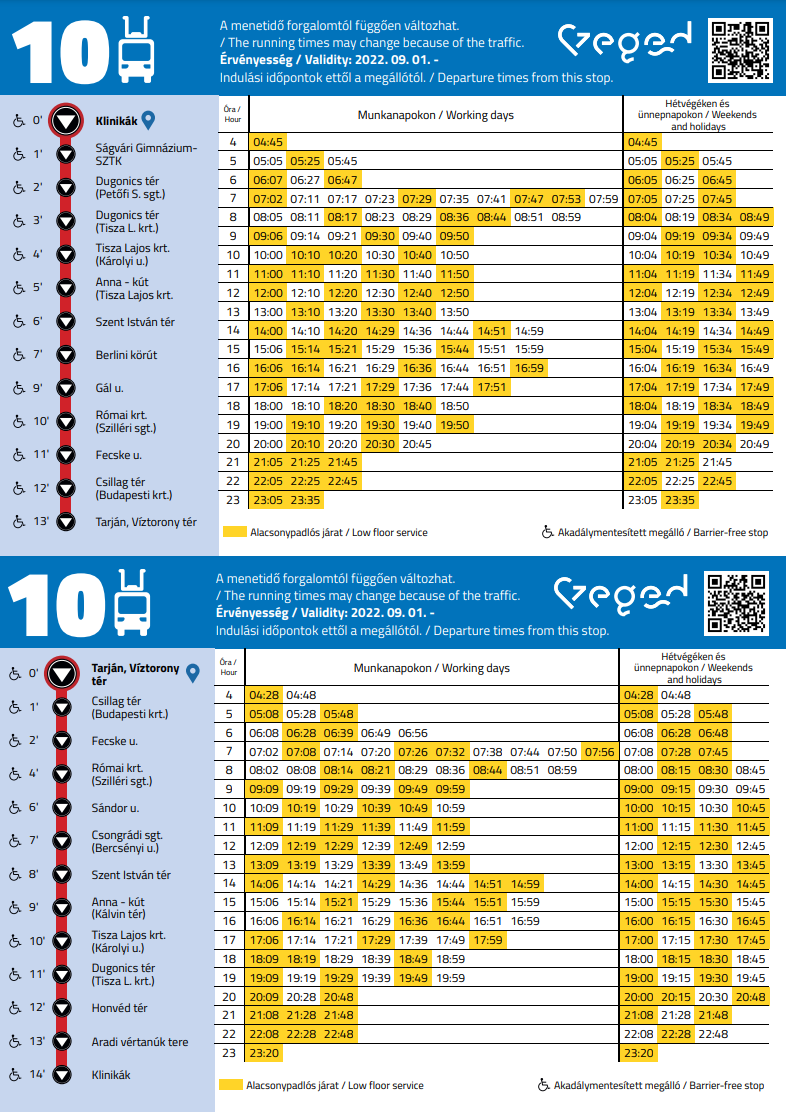 10
A menetidő forgalomtól függően változhat.
/ The running times may change because of the traffic.
Érvényesség / Validity: 2022. 09. 01. -
Indulási időpontok ettől a megállótól. / Departure times from this stop.
Szeged
0' Klinikák
1' Ságvári Gimnázium-
SZTK
2' Dugonics tér
(Petőfi S. sgt.)
3' Dugonics tér
(Tisza L. krt.)
4' Tisza Lajos krt.
(Károlyi u.)
5' Anna - kút
(Tisza Lajos krt.
6' Szent István tér
7' Berlini körút
9' Gál u.
10' Római krt.
(Szilléri sgt.)
11' Fecske u.
12' Csillag tér
(Budapesti krt.)
13' Tarján, Víztorony tér
Óra /
Hour
Munkanapokon / Working days
Hétvégéken és
ünnepnapokon / Weekends
and holidays
4 04:45 04:45
5 05:05 05:25 05:45 05:05 05:25 05:45
6 06:07 06:27 06:47 06:05 06:25 06:45
7 07:02 07:11 07:17 07:23 07:29 07:35 07:41 07:47 07:53 07:59 07:05 07:25 07:45
8 08:05 08:11 08:17 08:23 08:29 08:36 08:44 08:51 08:59 08:04 08:19 08:34 08:49
9 09:06 09:14 09:21 09:30 09:40 09:50 09:04 09:19 09:34 09:49
10 10:00 10:10 10:20 10:30 10:40 10:50 10:04 10:19 10:34 10:49
11 11:00 11:10 11:20 11:30 11:40 11:50 11:04 11:19 11:34 11:49
12 12:00 12:10 12:20 12:30 12:40 12:50 12:04 12:19 12:34 12:49
13 13:00 13:10 13:20 13:30 13:40 13:50 13:04 13:19 13:34 13:49
14 14:00 14:10 14:20 14:29 14:36 14:44 14:51 14:59 14:04 14:19 14:34 14:49
15 15:06 15:14 15:21 15:29 15:36 15:44 15:51 15:59 15:04 15:19 15:34 15:49
16 16:06 16:14 16:21 16:29 16:36 16:44 16:51 16:59 16:04 16:19 16:34 16:49
17 17:06 17:14 17:21 17:29 17:36 17:44 17:51 17:04 17:19 17:34 17:49
18 18:00 18:10 18:20 18:30 18:40 18:50 18:04 18:19 18:34 18:49
19 19:00 19:10 19:20 19:30 19:40 19:50 19:04 19:19 19:34 19:49
20 20:00 20:10 20:20 20:30 20:45 20:04 20:19 20:34 20:49
21 21:05 21:25 21:45 21:05 21:25 21:45
22 22:05 22:25 22:45 22:05 22:25 22:45
23 23:05 23:35 23:05 23:35
Alacsonypadlós járat / Low floor service
Akadálymentesített megálló / Barrier-free stop
10
A menetidő forgalomtól függően változhat.
/ The running times may change because of the traffic.
Érvényesség / Validity: 2022. 09. 01. -
Indulási időpontok ettől a megállótól. / Departure times from this stop.
Szeged
0' Tarján, Víztorony
tér
1' Csillag tér
(Budapesti krt.)
2' Fecske u.
4' Római krt.
(Szilléri sgt.)
6' Sándor u.
7' Csongrádi sgt.
(Bercsényi u.)
8' Szent István tér
9' Anna - kút
(Kálvin tér)
10' Tisza Lajos krt.
(Károlyi u.)
11' Dugonics tér
(Tisza L. krt.)
12' Honvéd tér
13' Aradi vértanúk tere
14' Klinikák
Óra /
Hour
Munkanapokon / Working days
Hétvégéken és
ünnepnapokon / Weekends
and holidays
4 04:28 04:48 04:28 04:48
5 05:08 05:28 05:48 05:08 05:28 05:48
6 06:08 06:28 06:39 06:49 06:56 06:08 06:28 06:48
7 07:02 07:08 07:14 07:20 07:26 07:32 07:38 07:44 07:50 07:56 07:08 07:28 07:45
8 08:02 08:08 08:14 08:21 08:29 08:36 08:44 08:51 08:59 08:00 08:15 08:30 08:45
9 09:09 09:19 09:29 09:39 09:49 09:59 09:00 09:15 09:30 09:45
10 10:09 10:19 10:29 10:39 10:49 10:59 10:00 10:15 10:30 10:45
11 11:09 11:19 11:29 11:39 11:49 11:59 11:00 11:15 11:30 11:45
12 12:09 12:19 12:29 12:39 12:49 12:59 12:00 12:15 12:30 12:45
13 13:09 13:19 13:29 13:39 13:49 13:59 13:00 13:15 13:30 13:45
14 14:06 14:14 14:21 14:29 14:36 14:44 14:51 14:59 14:00 14:15 14:30 14:45
15 15:06 15:14 15:21 15:29 15:36 15:44 15:51 15:59 15:00 15:15 15:30 15:45
16 16:06 16:14 16:21 16:29 16:36 16:44 16:51 16:59 16:00 16:15 16:30 16:45
17 17:06 17:14 17:21 17:29 17:39 17:49 17:59 17:00 17:15 17:30 17:45
18 18:09 18:19 18:29 18:39 18:49 18:59 18:00 18:15 18:30 18:45
19 19:09 19:19 19:29 19:39 19:49 19:59 19:00 19:15 19:30 19:45
20 20:09 20:28 20:48 20:00 20:15 20:30 20:48
21 21:08 21:28 21:48 21:08 21:28 21:48
22 22:08 22:28 22:48 22:08 22:28 22:48
23 23:20 23:20
Alacsonypadlós járat / Low floor service
Akadálymentesített megálló / Barrier-free stop